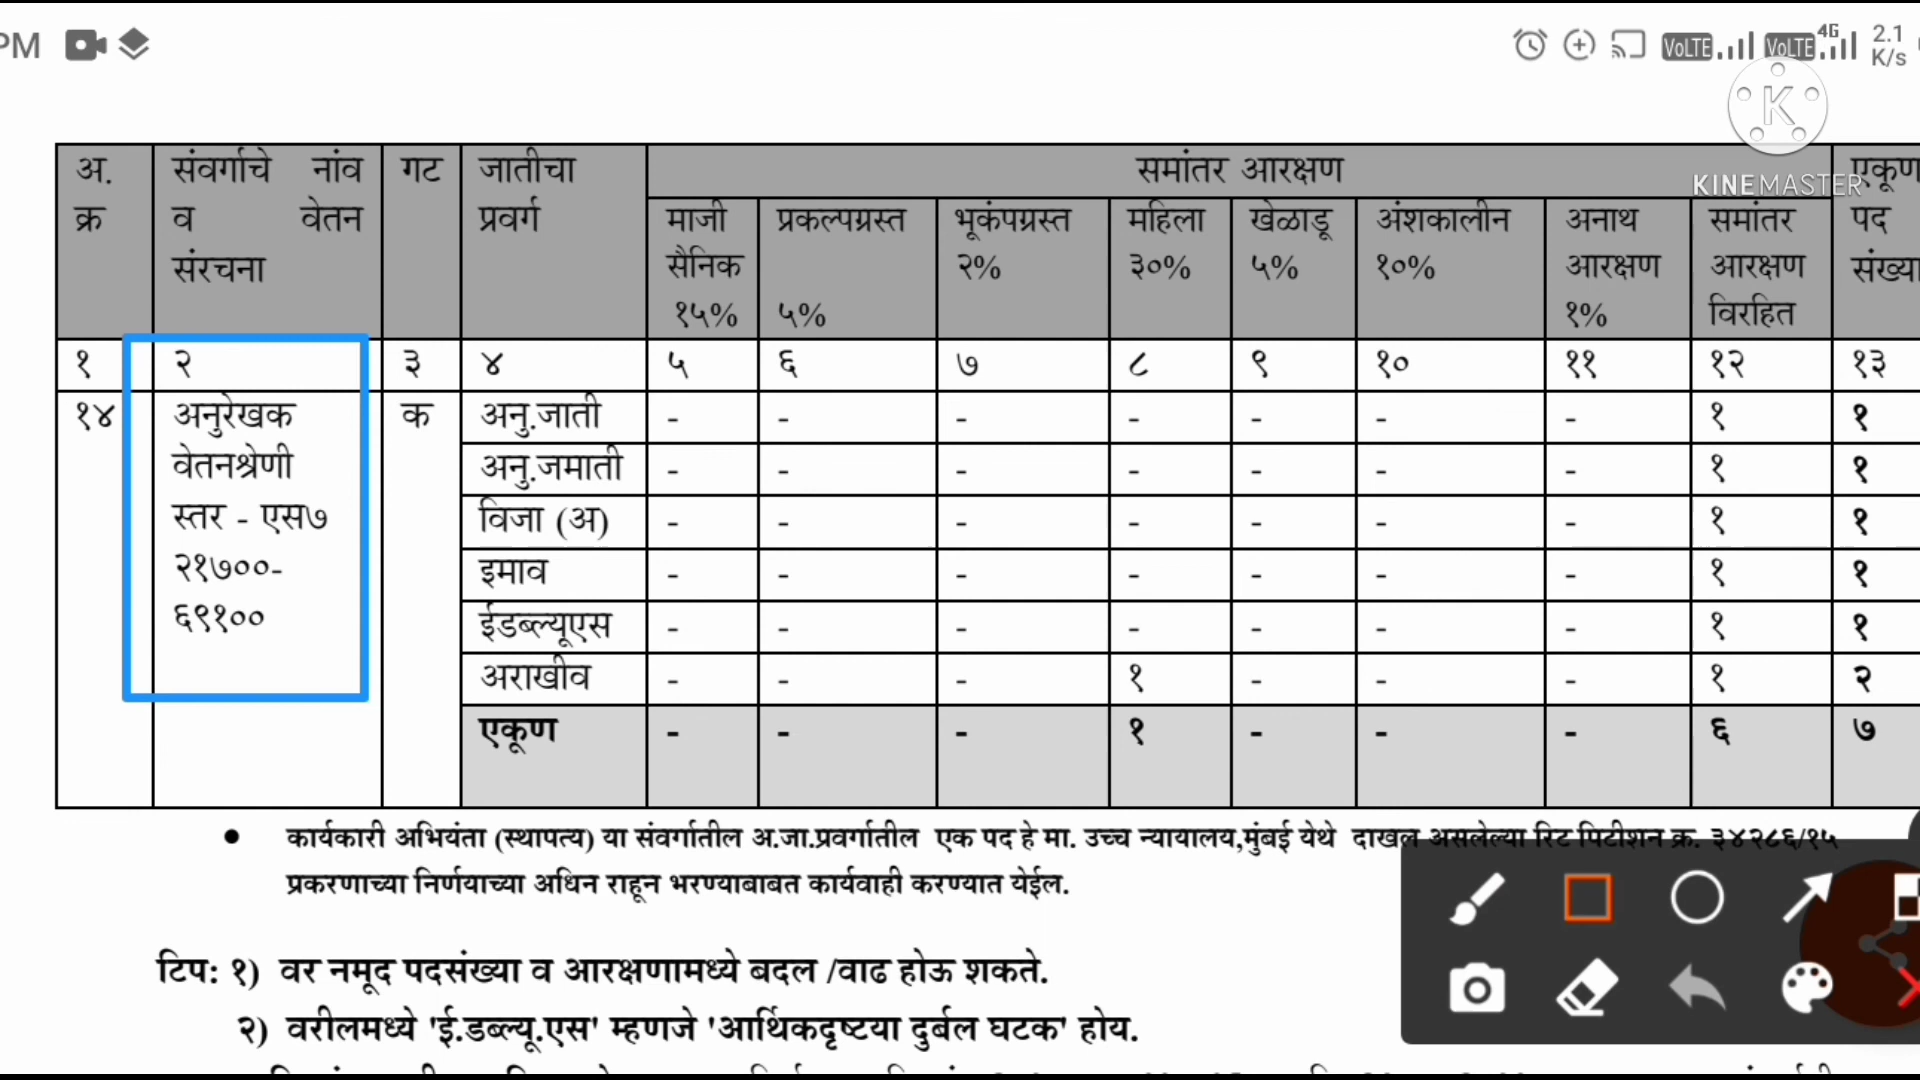 PM VoLTE VoLTE 4G 2.1 K/s
KINEMASTER
अ. क्र संवर्गाचे नांव व वेतन संरचना गट जातीचा प्रवर्ग समांतर आरक्षण एकूण पद संख्या
माजी सैनिक १५% प्रकल्पग्रस्त ५% भूकंपग्रस्त २% महिला ३०% खेळाडू ५% अंशकालीन १०% अनाथ आरक्षण १% समांतर आरक्षण विरहित
१ २ ३ ४ ५ ६ ७ ८ ९ १० ११ १२ १३
१४ अनुरेखक क अनु.जाती - - - - - - - १ १
वेतनश्रेणी अनु.जमाती - - - - - - - १ १
स्तर - एस७ विजा (अ) - - - - - - - १ १
२१७००- इमाव - - - - - - - १ १
६९१०० ईडब्ल्यूएस - - - - - - - १ १
अराखीव - - - १ - - - १ २
एकूण - - - १ - - - ६ ७
● कार्यकारी अभियंता (स्थापत्य) या संवर्गातील अ.जा.प्रवर्गातील एक पद हे मा. उच्च न्यायालय,मुंबई येथे दाखल असलेल्या रिट पिटीशन क्र. ३४२८६/१५
प्रकरणाच्या निर्णयाच्या अधिन राहून भरण्याबाबत कार्यवाही करण्यात येईल.
टिप: १) वर नमूद पदसंख्या व आरक्षणामध्ये बदल /वाढ होऊ शकते.
२) वरीलमध्ये 'ई.डब्ल्यू.एस' म्हणजे 'आर्थिकदृष्टया दुर्बल घटक' होय.